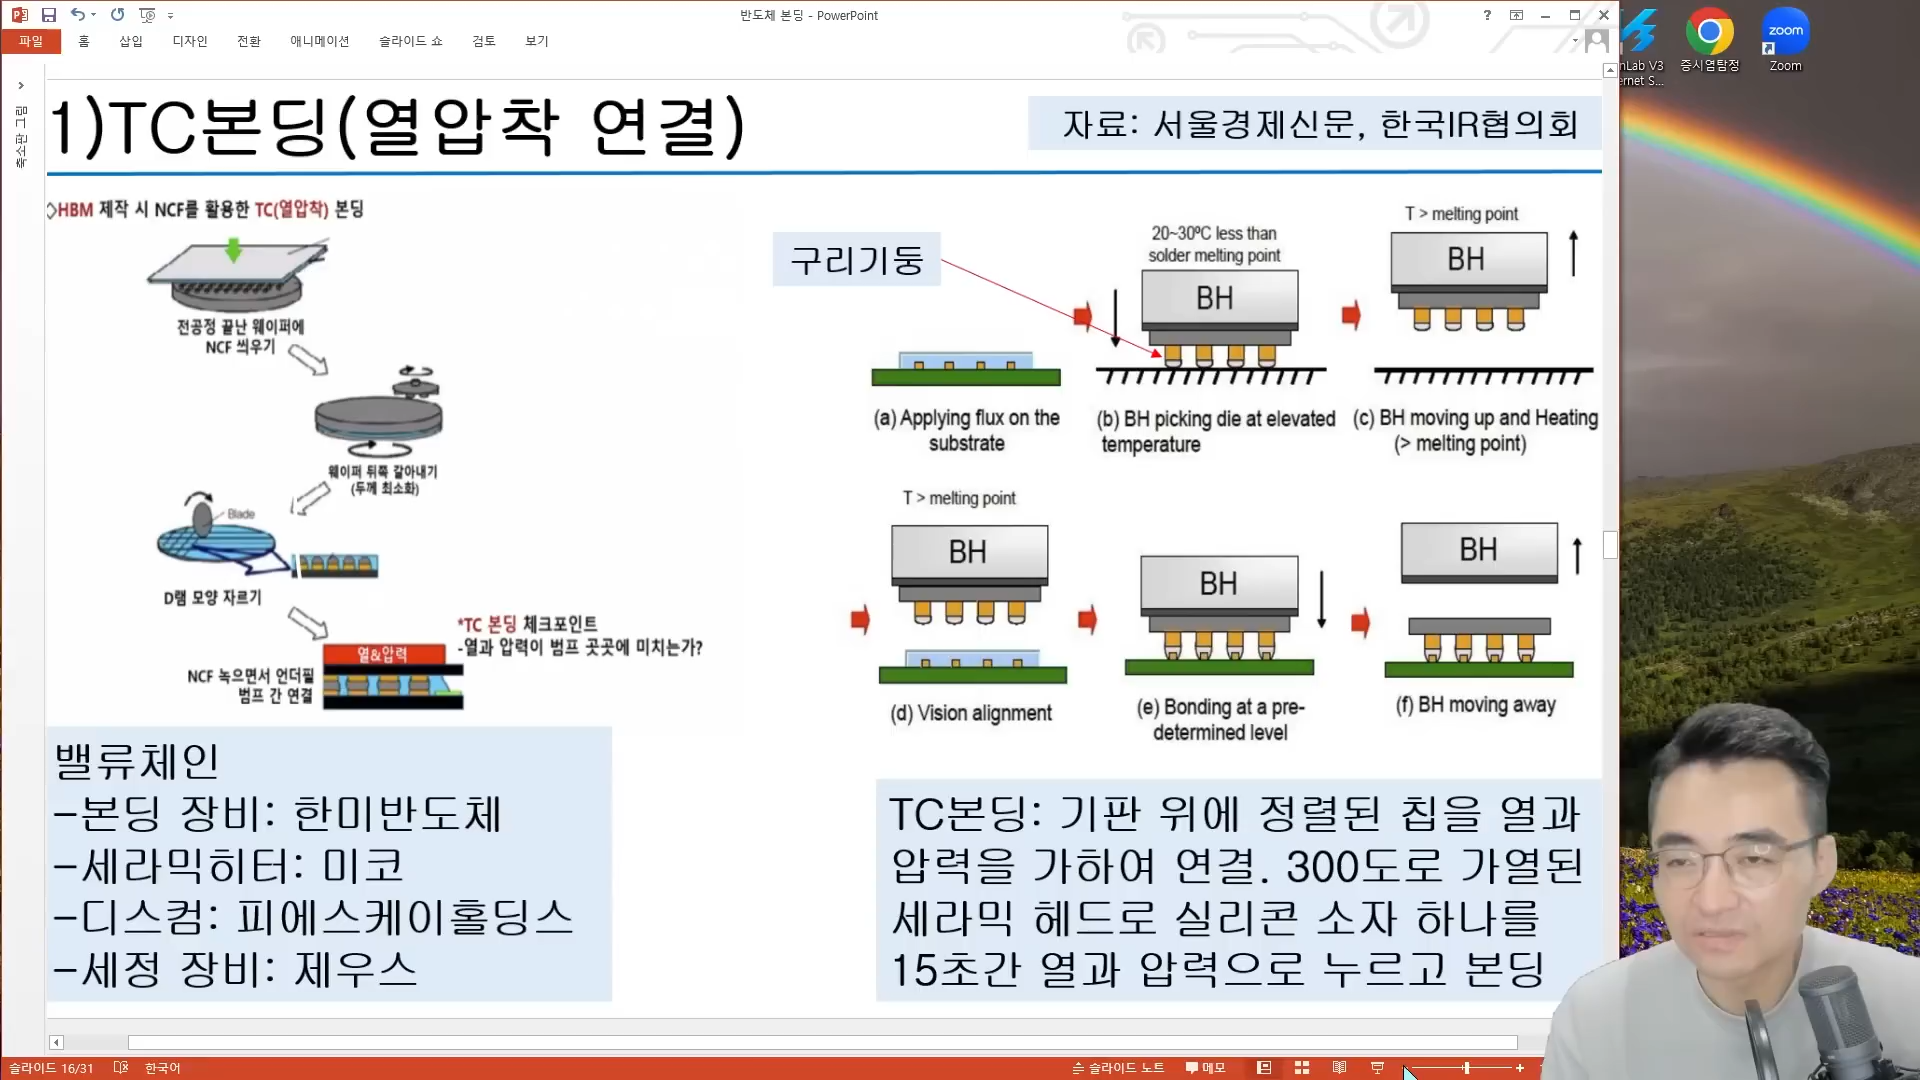 반도체 본딩 - PowerPoint
파일
홈
삽입
디자인
전환
애니메이션
슬라이드 쇼
검토
보기
nLab V3
ernet S...
증시열탐정
zoom
Zoom
축소판 그림
1)TC본딩(열압착 연결)
자료: 서울경제신문, 한국IR협의회
◇HBM 제작 시 NCF를 활용한 TC(열압착) 본딩
전공정 끝난 웨이퍼에
NCF 씌우기
웨이퍼 뒤쪽 갈아내기
(두께 최소화)
Blade
D램 모양 자르기
열&압력
NCF 녹으면서 언더필
범프 간 연결
*TC 본딩 체크포인트
-열과 압력이 범프 곳곳에 미치는가?
구리기둥
20~30ºC less than
solder melting point
BH
T > melting point
BH
(a) Applying flux on the
substrate
(b) BH picking die at elevated
temperature
(c) BH moving up and Heating
(> melting point)
T > melting point
BH
BH
BH
(d) Vision alignment
(e) Bonding at a pre-
determined level
(f) BH moving away
밸류체인
-본딩 장비: 한미반도체
-세라믹히터: 미코
-디스컴: 피에스케이홀딩스
-세정 장비: 제우스
TC본딩: 기판 위에 정렬된 칩을 열과
압력을 가하여 연결. 300도로 가열된
세라믹 헤드로 실리콘 소자 하나를
15초간 열과 압력으로 누르고 본딩
슬라이드 16/31
한국어
슬라이드 노트
메모